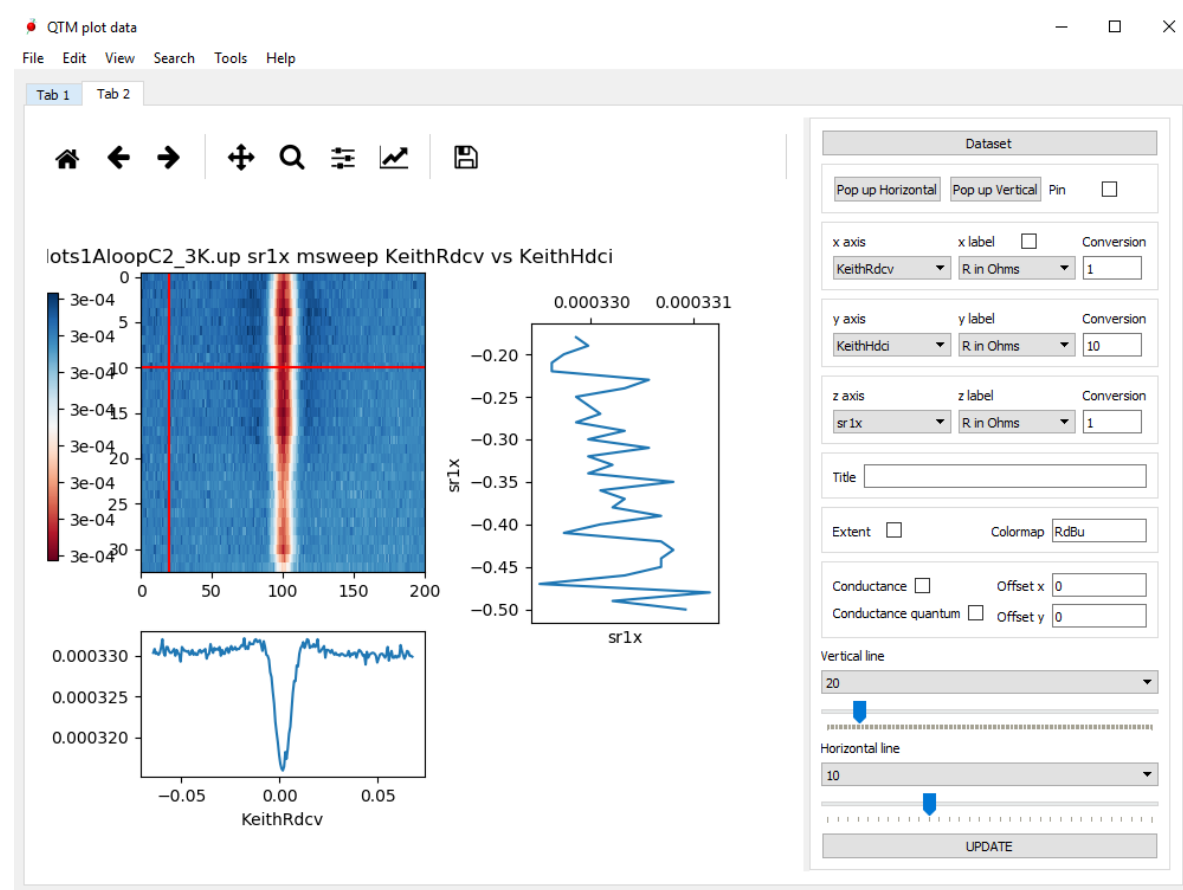 QTM plot data
File Edit View Search Tools Help
Tab 1 Tab 2
lots1AloopC2_3K.up sr1x msweep KeithRdcv vs KeithHdci
3e-04
3e-04
3e-04
3e-04
3e-04
3e-04
3e-04
3e-04
0
5
10
15
20
25
30
0 50 100 150 200
0.000330 0.000331
−0.20
−0.25
−0.30
−0.35
−0.40
−0.45
−0.50
sr1x
sr1x
0.000330
0.000325
0.000320
−0.05 0.00 0.05
KeithRdcv
Dataset
Pop up Horizontal Pop up Vertical Pin
x axis x label Conversion
KeithRdcv R in Ohms 1
y axis y label Conversion
KeithHdci R in Ohms 10
z axis z label Conversion
sr1x R in Ohms 1
Title
Extent Colormap RdBu
Conductance Offset x 0
Conductance quantum Offset y 0
Vertical line
20
Horizontal line
10
UPDATE